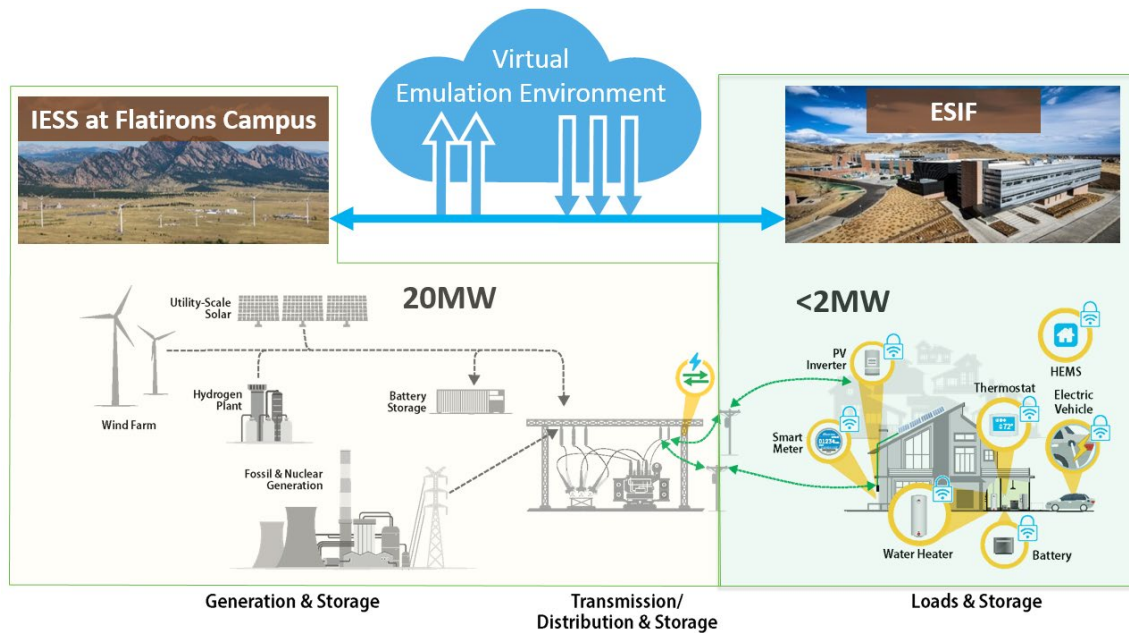 Virtual
Emulation Environment
IESS at Flatirons Campus
ESIF
20MW
<2MW
Utility-Scale
Solar
Wind Farm
Hydrogen
Plant
Battery
Storage
Fossil & Nuclear
Generation
PV
Inverter
HEMS
Thermostat
Electric
Vehicle
Smart
Meter
72°
Water Heater
Battery
Generation & Storage
Transmission/
Distribution & Storage
Loads & Storage